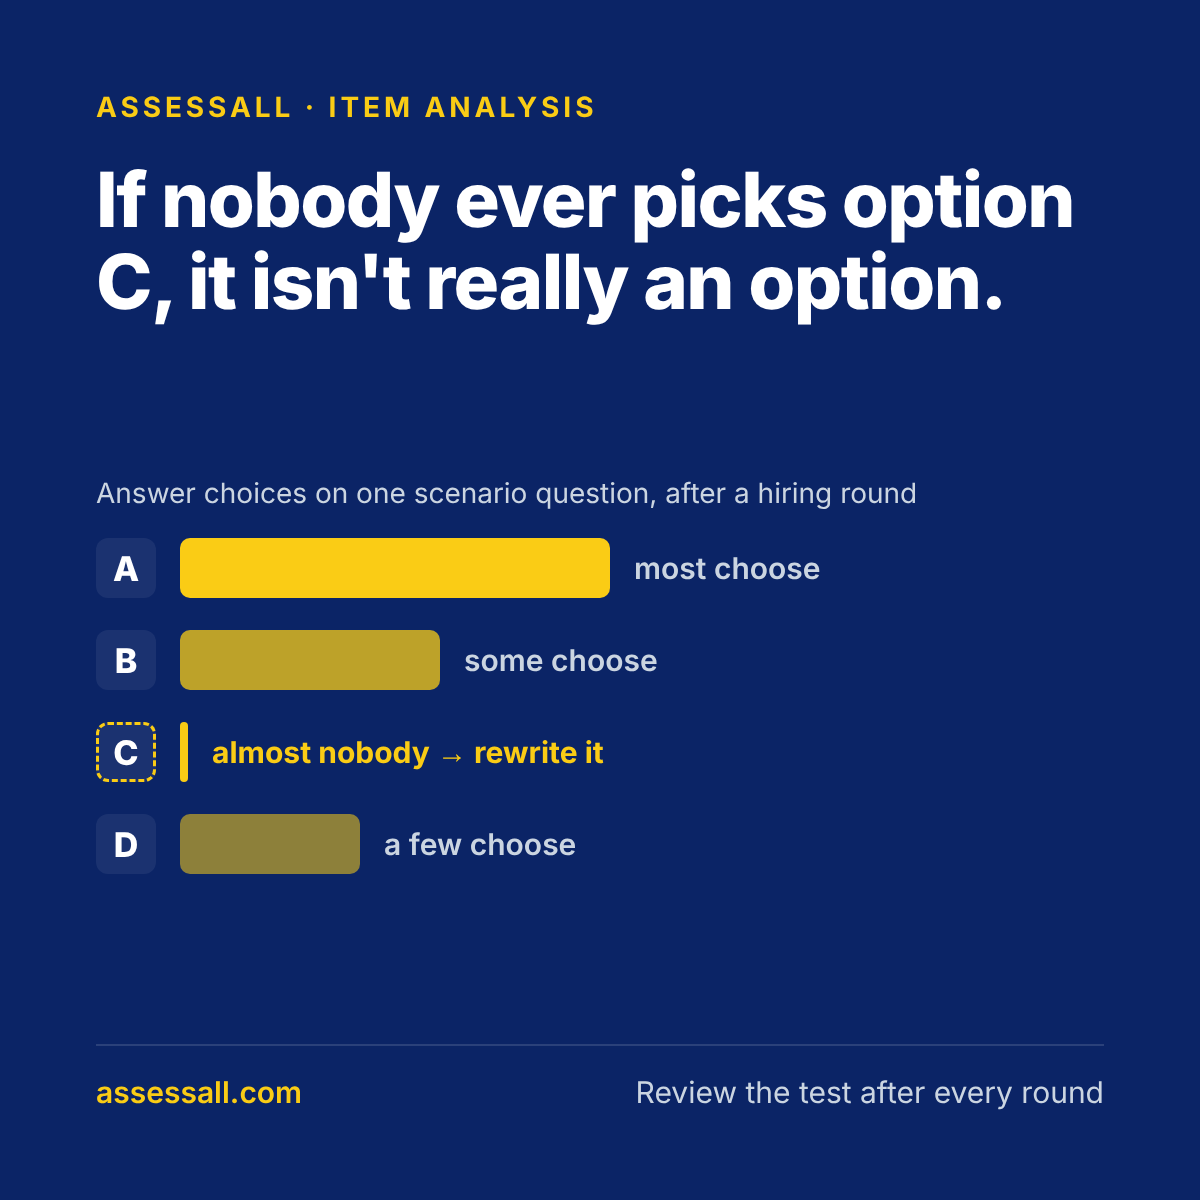 ASSESSALL · ITEM ANALYSIS
If nobody ever picks option
C, it isn't really an option.
Answer choices on one scenario question, after a hiring round
A most choose
B some choose
C almost nobody → rewrite it
D a few choose
assessall.com
Review the test after every round